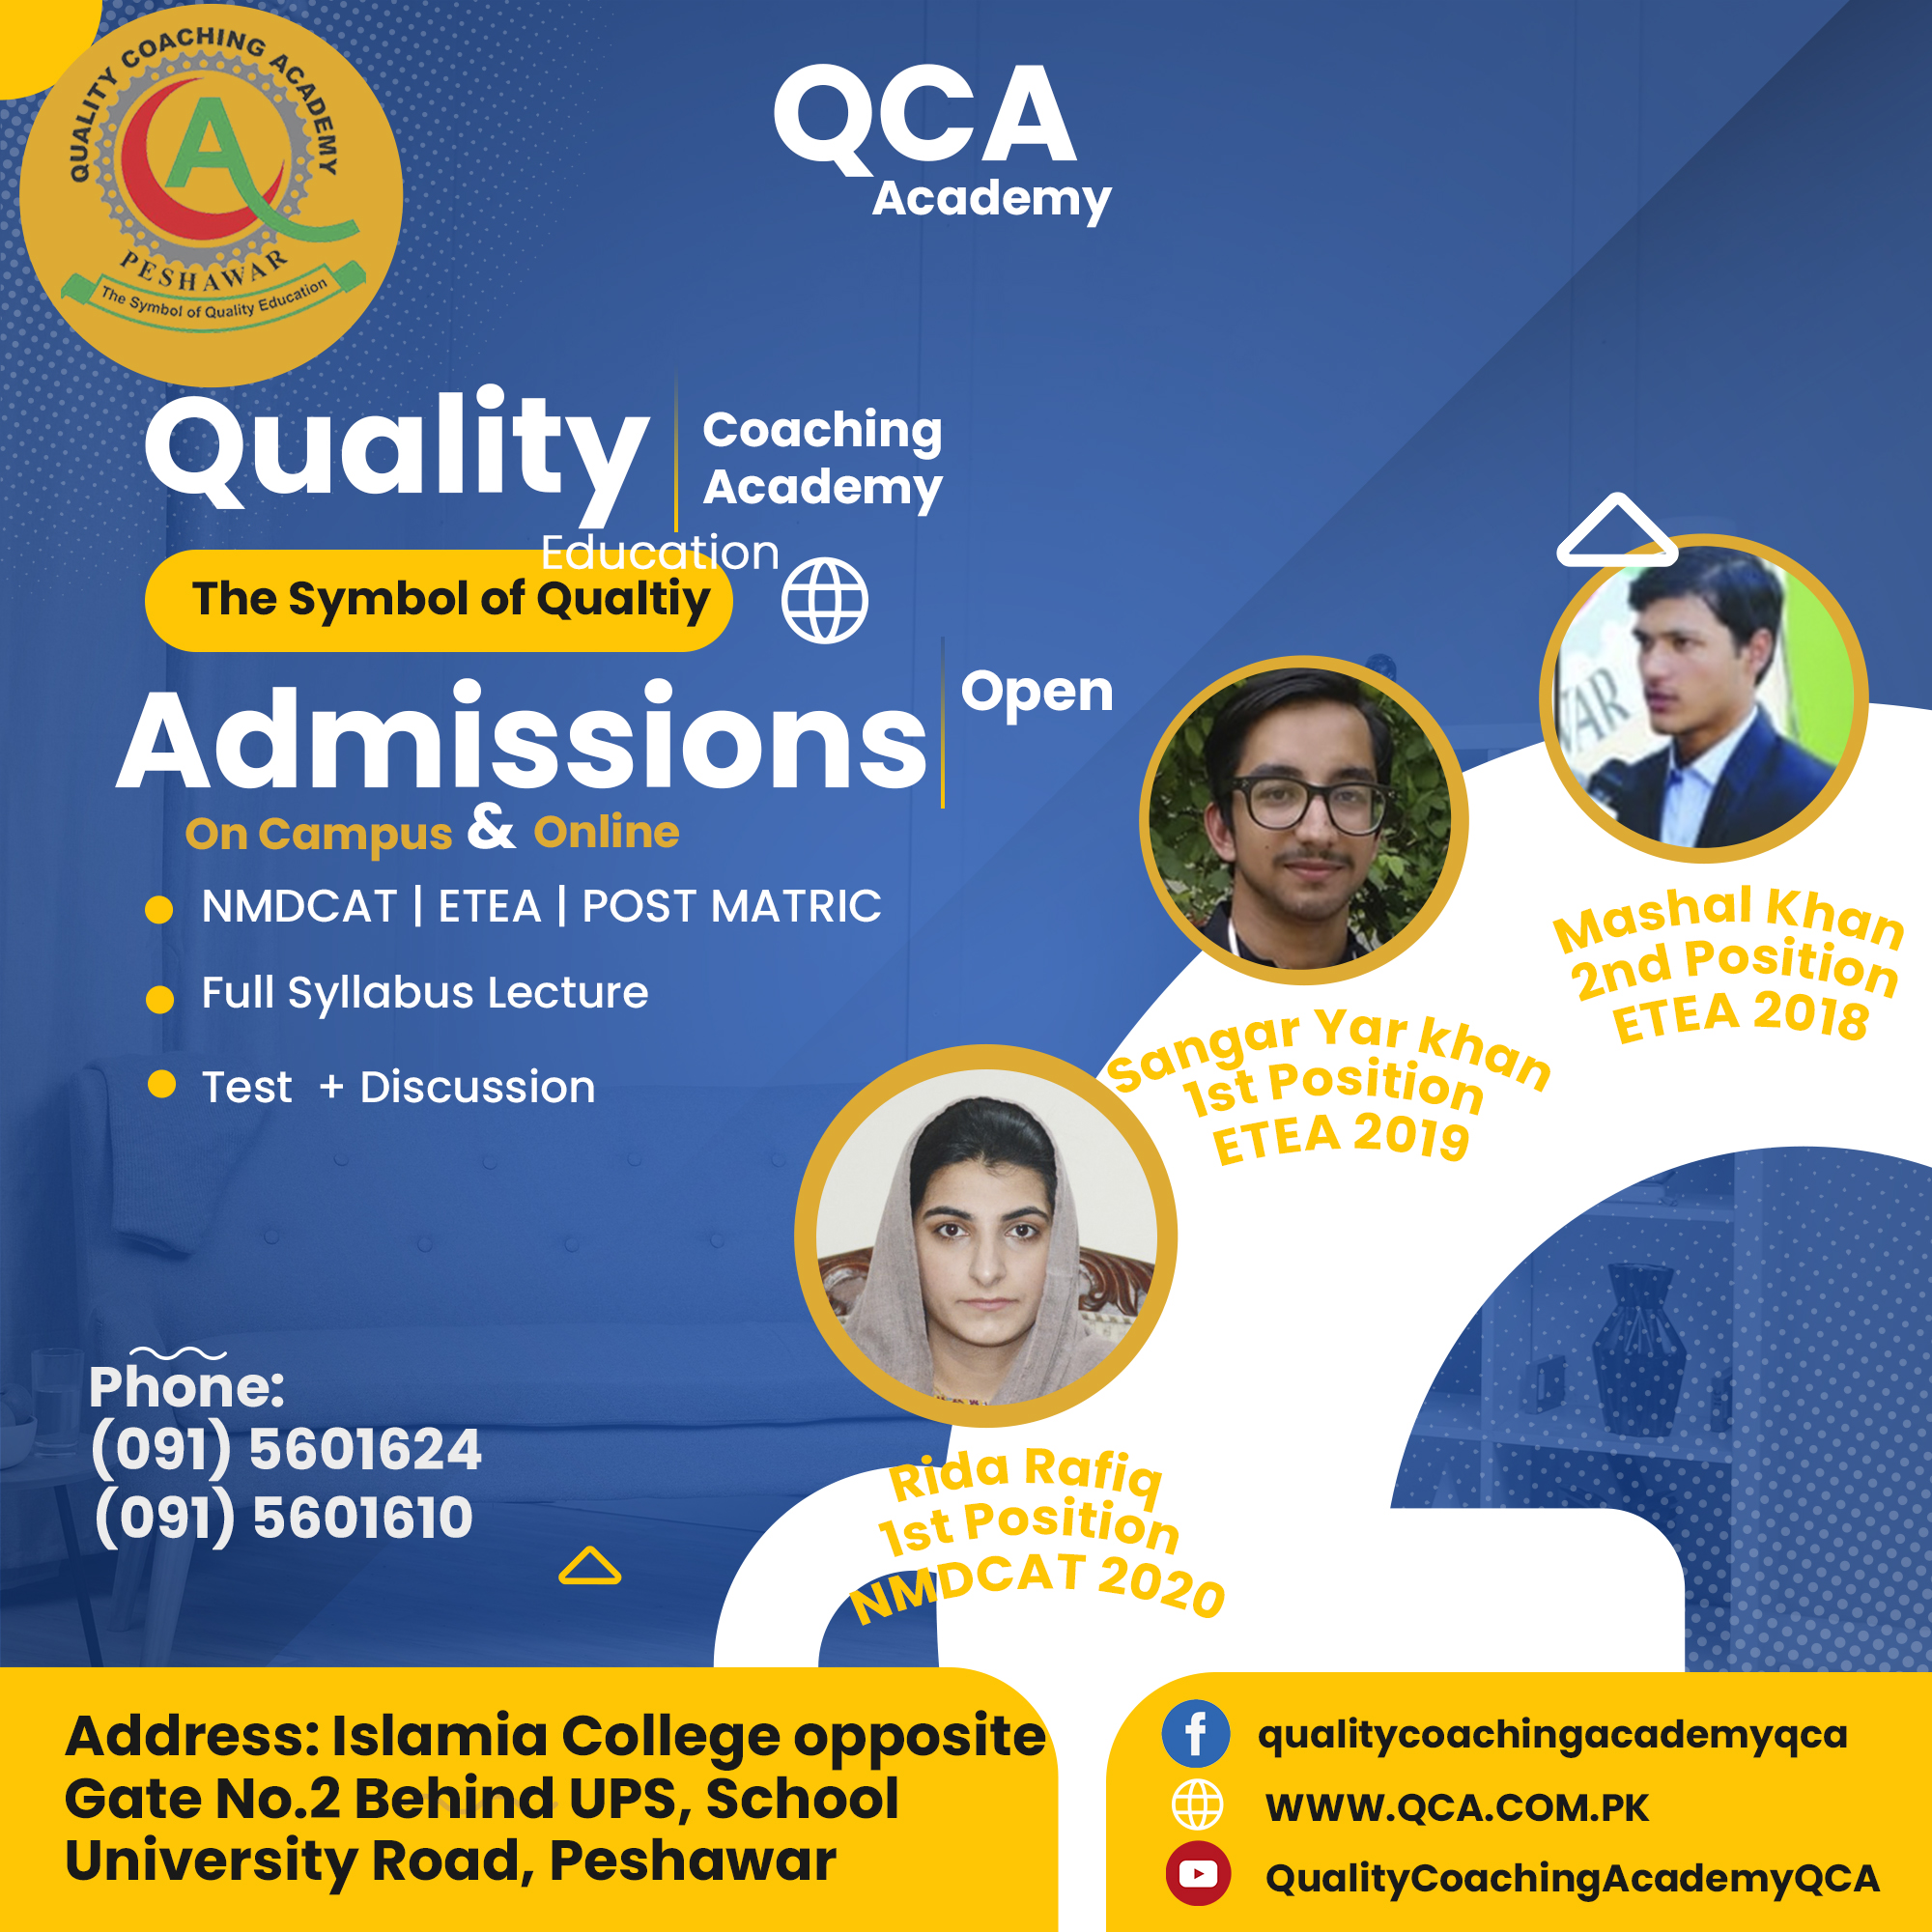 QUALITY COACHING ACADEMY
A
PESHAWAR
The Symbol of Quality Education
QCA
Academy
Quality
Coaching
Academy
Education
The Symbol of Qualtiy
Admissions
Open
On Campus & Online
NMDCAT | ETEA | POST MATRIC
Full Syllabus Lecture
Test + Discussion
Mashal Khan
2nd Position
ETEA 2018
Sangar Yar khan
1st Position
ETEA 2019
Rida Rafiq
1st Position
NMDCAT 2020
Phone:
(091) 5601624
(091) 5601610
Address: Islamia College opposite
Gate No.2 Behind UPS, School
University Road, Peshawar
qualitycoachingacademyqca
WWW.QCA.COM.PK
QualityCoachingAcademyQCA